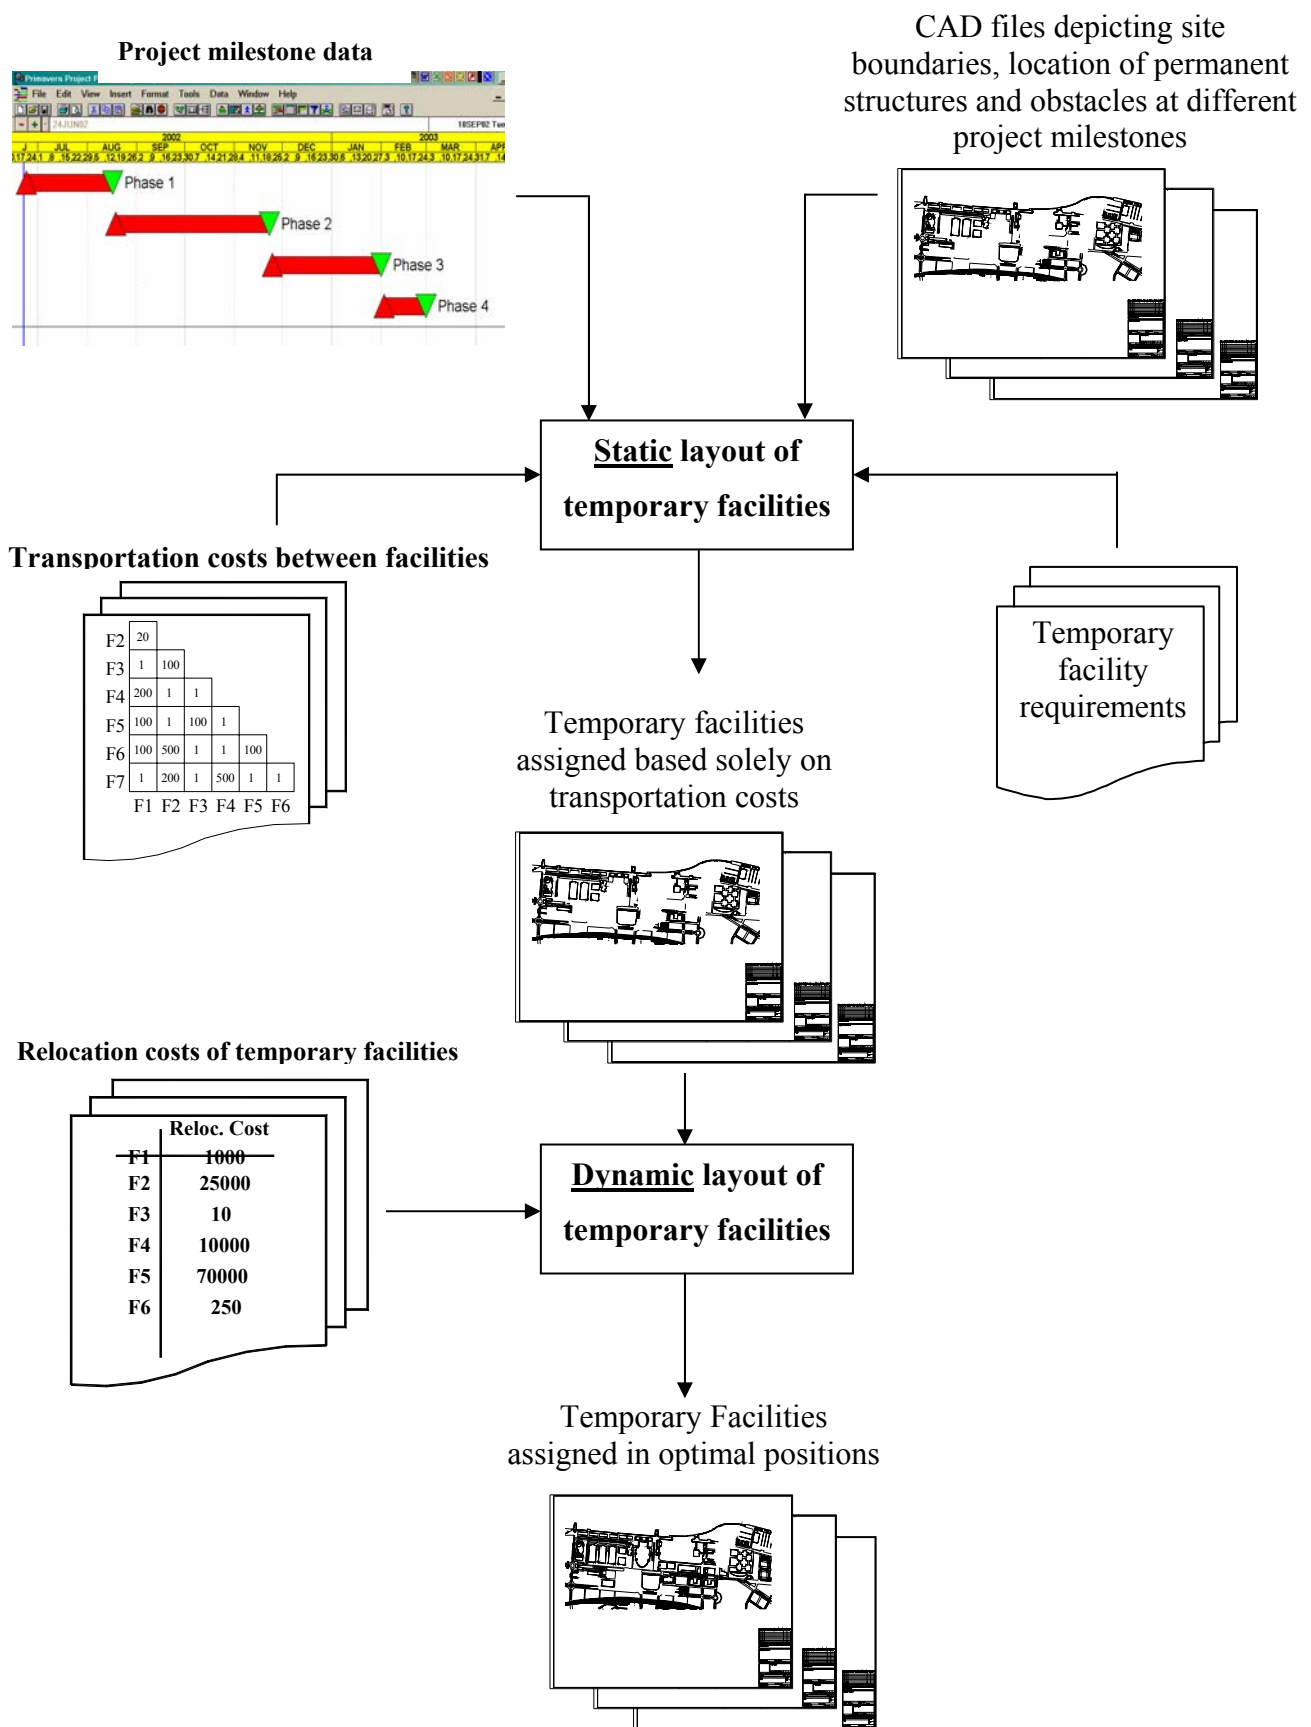 Project milestone data
CAD files depicting site
boundaries, location of permanent
structures and obstacles at different
project milestones
Primavera Project P
File Edit View Insert Format Tools Data Window Help
24JUN02
18SEP02 Tue
2002 2003
J JUL AUG SEP OCT NOV DEC JAN FEB MAR APR
Phase 1
Phase 2
Phase 3
Phase 4
Static layout of
temporary facilities
Transportation costs between facilities
F2 20
F3 1 100
F4 200 1 1
F5 100 1 100 1
F6 100 500 1 1 100
F7 1 200 1 500 1 1
F1 F2 F3 F4 F5 F6
Temporary
facility
requirements
Temporary facilities
assigned based solely on
transportation costs
Relocation costs of temporary facilities
Reloc. Cost
F1 1000
F2 25000
F3 10
F4 10000
F5 70000
F6 250
Dynamic layout of
temporary facilities
Temporary Facilities
assigned in optimal positions